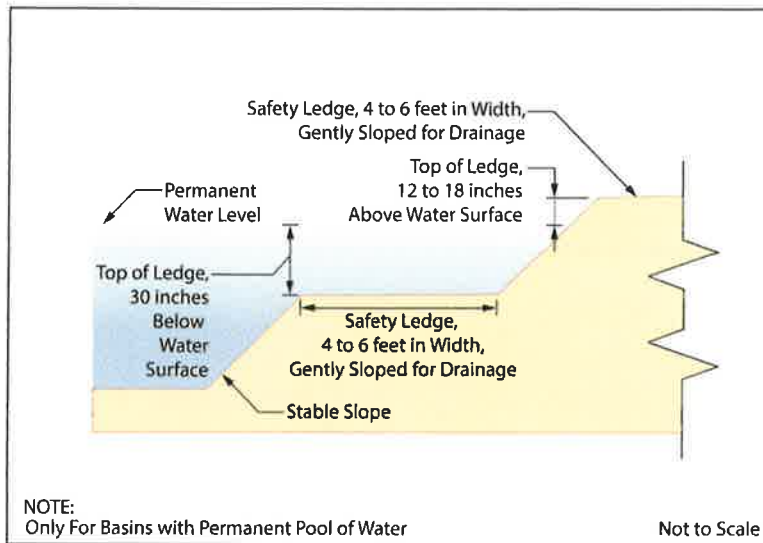 Safety Ledge, 4 to 6 feet in Width,
Gently Sloped for Drainage
Top of Ledge,
12 to 18 inches
Above Water Surface
Permanent
Water Level
Top of Ledge,
30 inches
Below
Water
Surface
Safety Ledge,
4 to 6 feet in Width,
Gently Sloped for Drainage
Stable Slope
NOTE:
Only For Basins with Permanent Pool of Water
Not to Scale